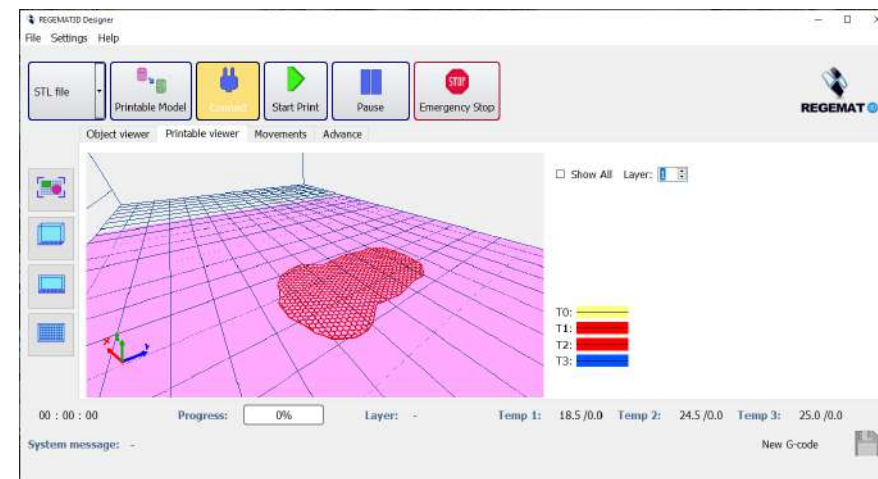 REGEMAT3D Designer
File Settings Help
STL file
Printable Model
Connect
Start Print
Pause
STOP
Emergency Stop
REGEMAT
Object viewer Printable viewer Movements Advance
Show All Layer: 1
T0:
T1:
T2:
T3:
X Z Y
00 : 00 : 00 Progress: 0% Layer: - Temp 1: 18.5 /0.0 Temp 2: 24.5 /0.0 Temp 3: 25.0 /0.0
System message: - New G-code